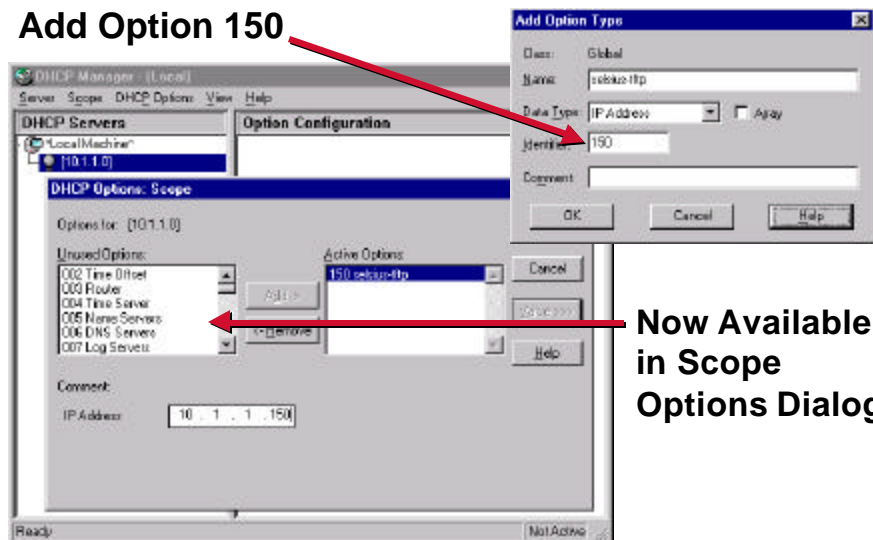 Add Option 150
Add Option Type
Class: Global
Name: selsius-tftp
Data Type: IP Address Array
Identifier: 150
Comment:
OK Cancel Help
DHCP Manager - (Local)
Server Scope DHCP Options View Help
DHCP Servers Option Configuration
*Local Machine*
[10.1.1.0]
DHCP Options: Scope
Options for: [10.1.1.0]
Unused Options: Active Options:
002 Time Offset
003 Router
004 Time Server
005 Name Servers
006 DNS Servers
007 Log Servers
Add ->
<- Remove
150 selsius-tftp
Cancel
Value >>>
Help
Comment:
IP Address: 10 . 1 . 1 .150
Now Available
in Scope
Options Dialog
Ready Not Active